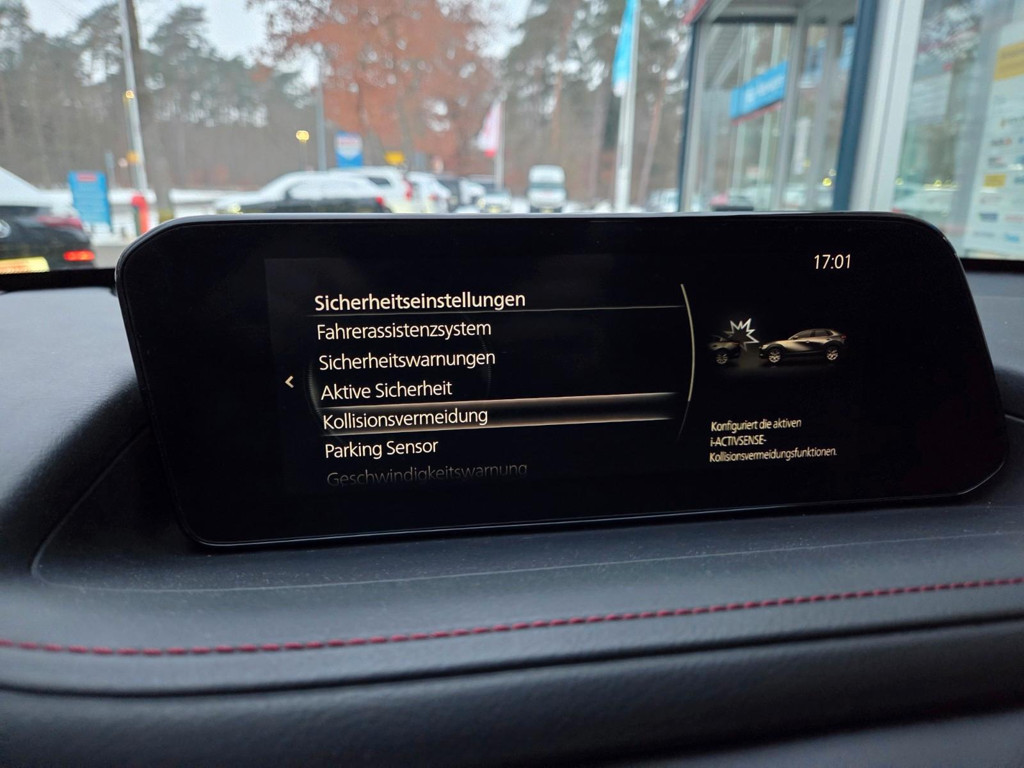 17:01
Sicherheitseinstellungen
Fahrerassistenzsystem
Sicherheitswarnungen
Aktive Sicherheit
Kollisionsvermeidung
Parking Sensor
Geschwindigkeitswarnung
Konfiguriert die aktiven
i-ACTIVSENSE-
Kollisionsvermeidungsfunktionen.